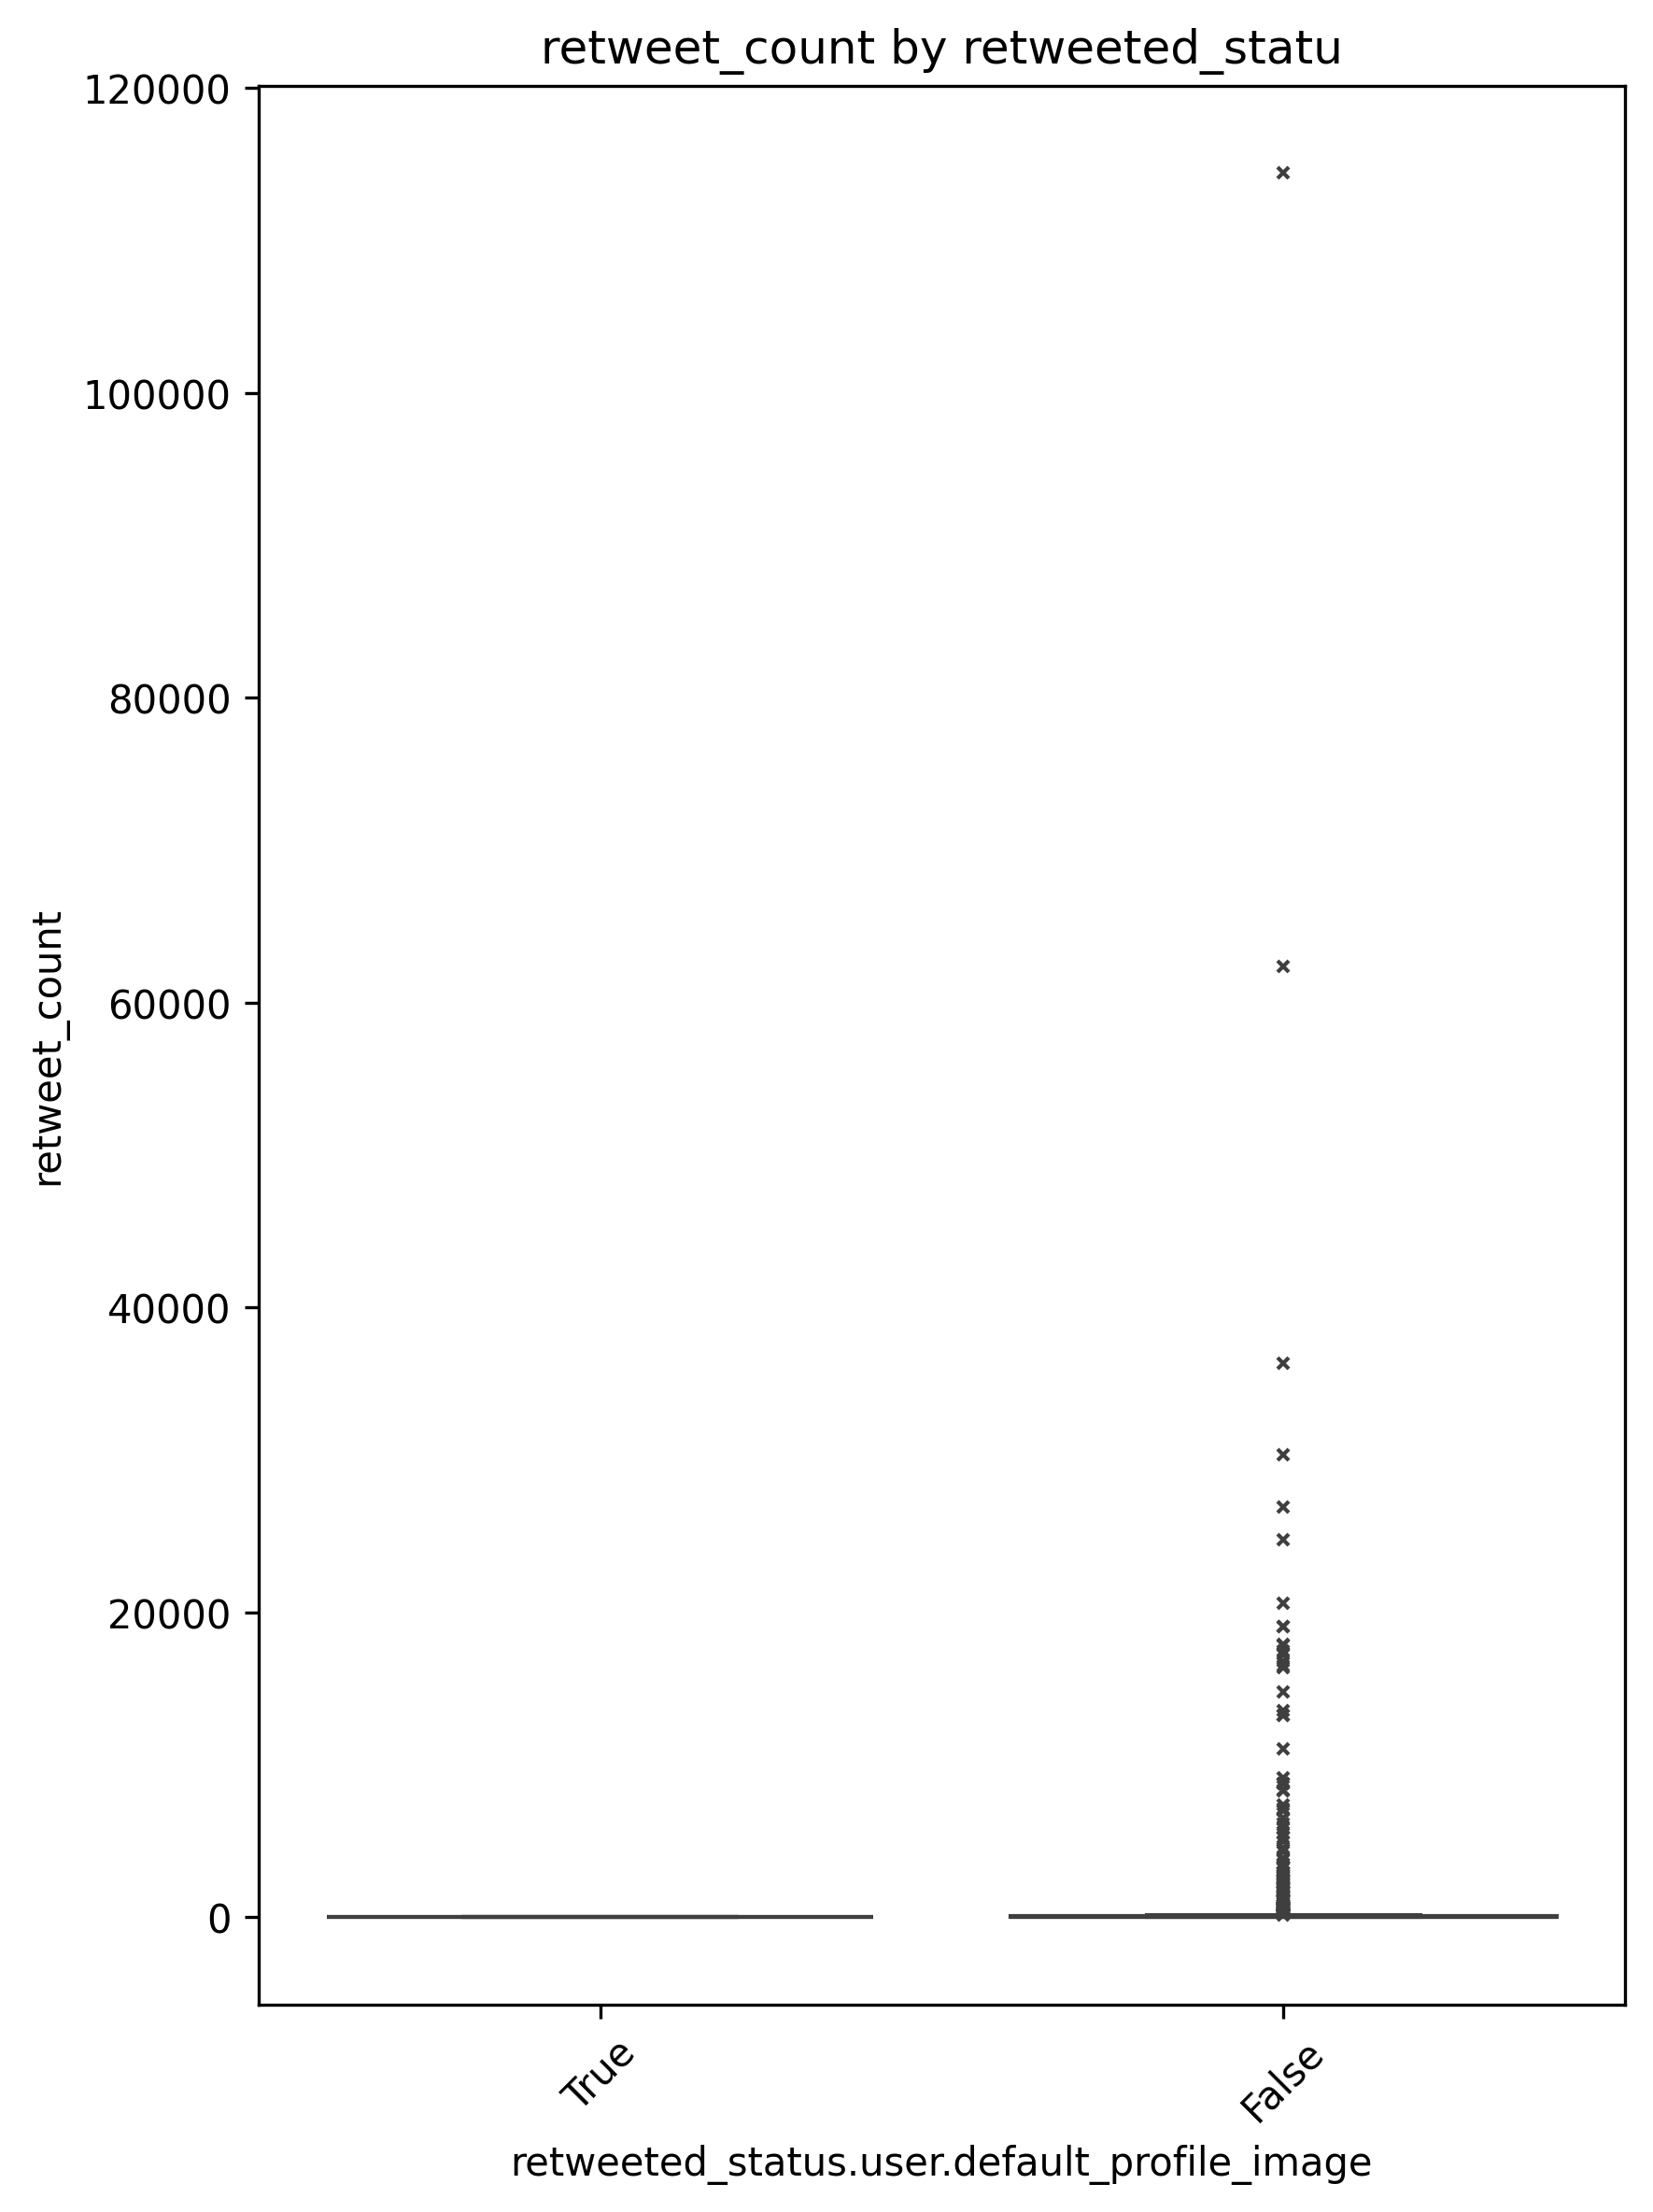 retweet_count by retweeted_statu
120000
100000
80000
60000
40000
20000
0
retweet_count
True
False
retweeted_status.user.default_profile_image